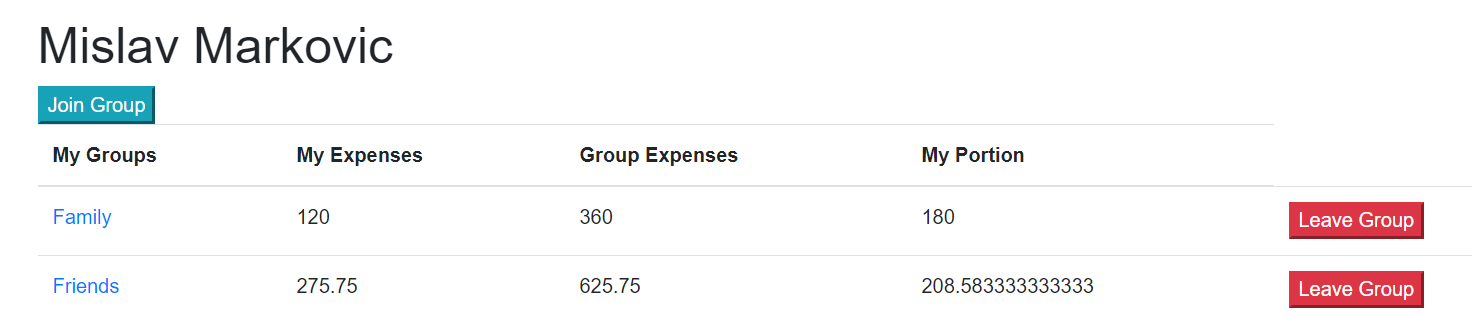 Mislav Markovic
Join Group
My Groups My Expenses Group Expenses My Portion
Family 120 360 180 Leave Group
Friends 275.75 625.75 208.583333333333 Leave Group